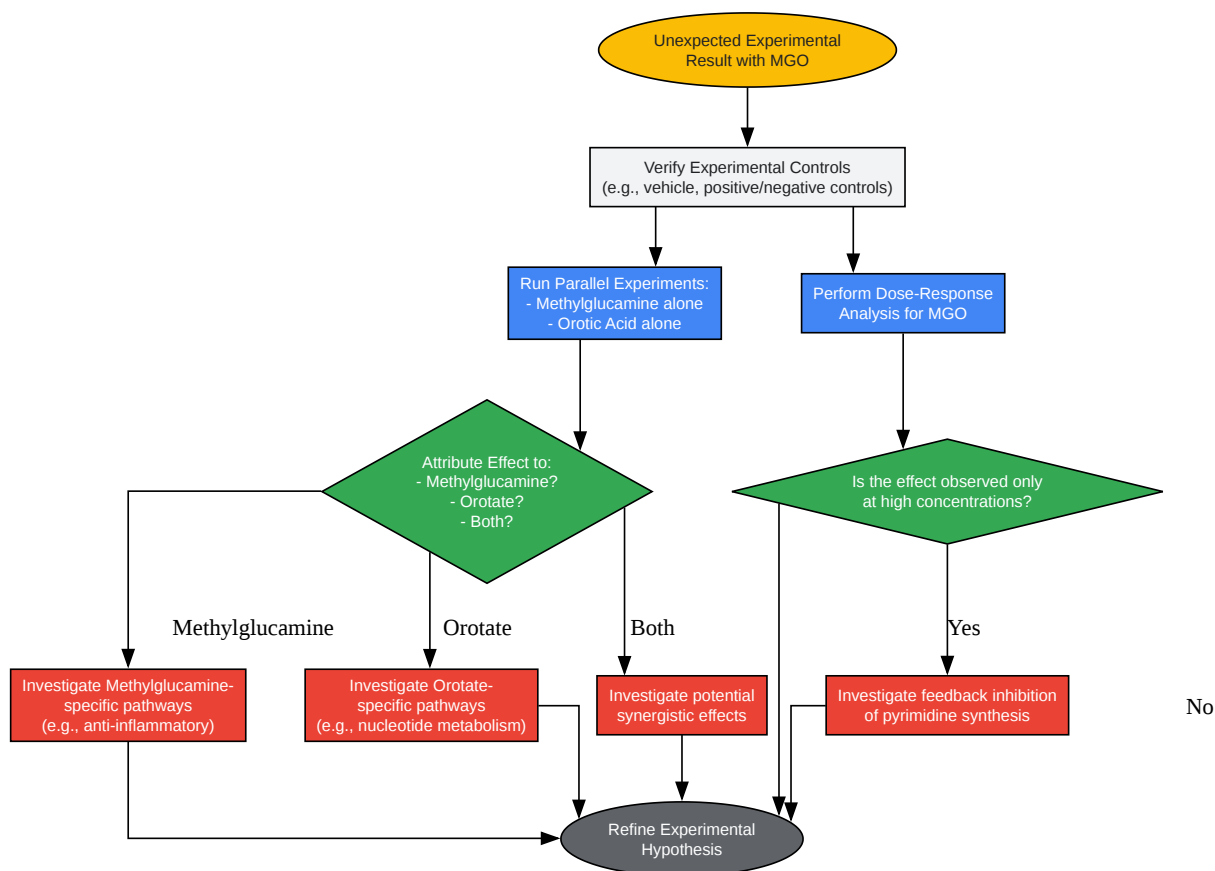 Unexpected Experimental
Result with MGO
Verify Experimental Controls
(e.g., vehicle, positive/negative controls)
Run Parallel Experiments:
- Methylglucamine alone
- Orotic Acid alone
Perform Dose-Response
Analysis for MGO
Attribute Effect to:
- Methylglucamine?
- Orotate?
- Both?
Is the effect observed only
at high concentrations?
Methylglucamine
Orotate
Both
Yes
Investigate Methylglucamine-
specific pathways
(e.g., anti-inflammatory)
Investigate Orotate-
specific pathways
(e.g., nucleotide metabolism)
Investigate potential
synergistic effects
Investigate feedback inhibition
of pyrimidine synthesis
No
Refine Experimental
Hypothesis